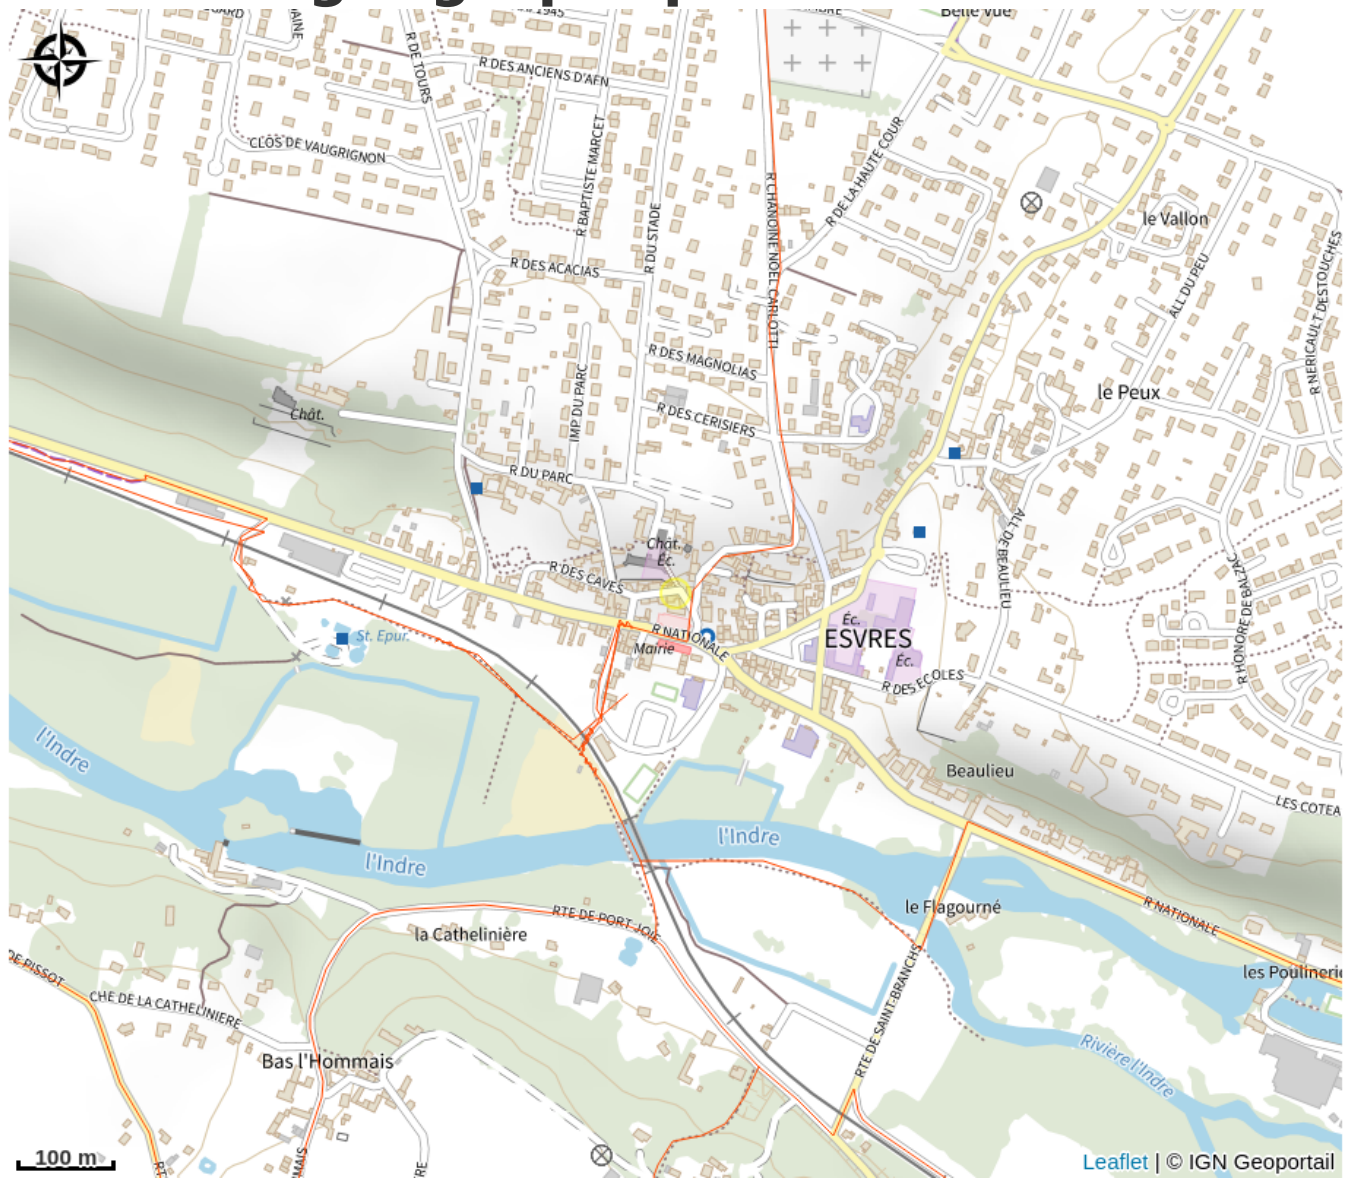 Belle Vue
R DE TOURS
R DES ANCIENS D'AFN
CLOS DE VAUGRIGNON
R BAPTISTE MARCET
R DU STADE
R CHANOINE NOEL CARLOTTI
R DE LA HAUTE COUR
le Vallon
ALL DU PEU
R NERICAULT DESTOUCHES
R DES ACACIAS
R DES MAGNOLIAS
IMP DU PARC
le Peux
R DES CERISIERS
Chât.
R DU PARC
ALL DE BEAULIEU
Chât.
Éc.
R DES CAVES
R HONORE DE BALZAC
St. Epur.
R NATIONALE
Mairie
Éc.
ESVRES
Éc.
R DES ECOLES
l'Indre
Beaulieu
LES COTEA
l'Indre
l'Indre
le Flagourné
R NATIONALE
RTE DE PORT-JOIE
la Cathelinière
DE PISSOT
les Poulinerie
CHE DE LA CATHELINIERE
RTE DE SAINT-BRANCHS
Bas l'Hommais
Rivière l'Indre
100 m
Leaflet | © IGN Geoportail